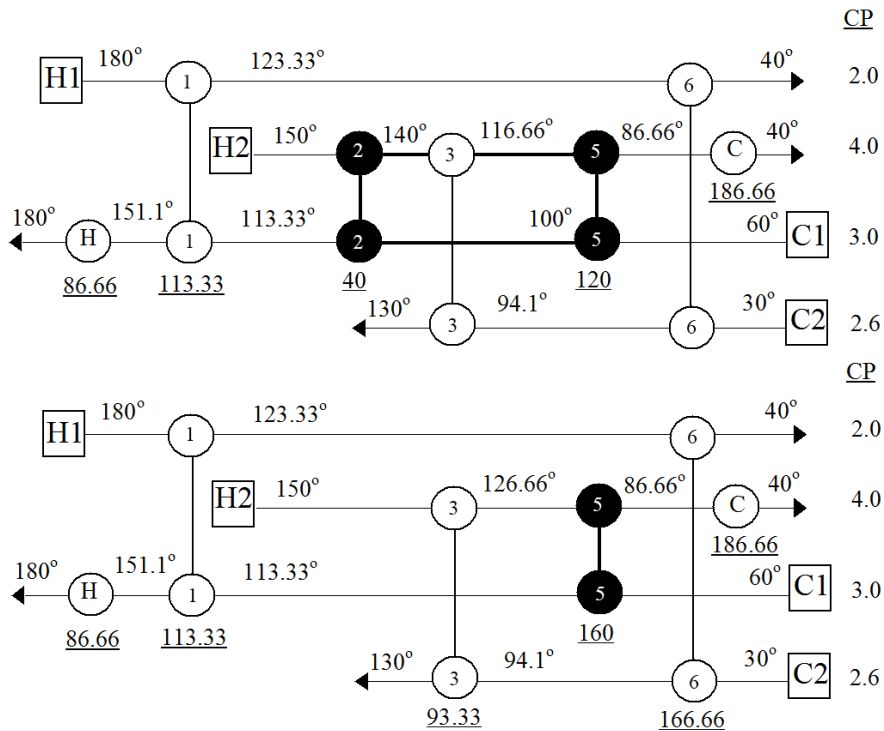 CP
H1 180° 1 123.33° 6 40° 2.0
H2 150° 2 140° 3 116.66° 5 86.66° C 40° 4.0
186.66
180° H 151.1° 1 113.33° 2 100° 5 60° C1 3.0
86.66 113.33 40 120
130° 3 94.1° 6 30° C2 2.6
CP
H1 180° 1 123.33° 6 40° 2.0
H2 150° 3 126.66° 5 86.66° C 40° 4.0
186.66
180° H 151.1° 1 113.33° 5 60° C1 3.0
86.66 113.33 160
130° 3 94.1° 6 30° C2 2.6
93.33 166.66